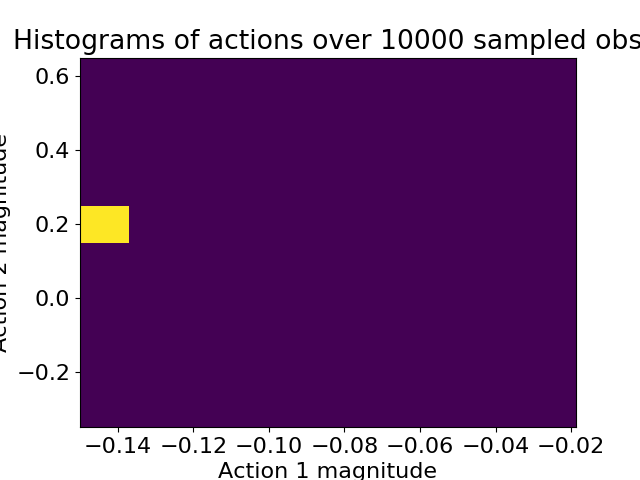 Histograms of actions over 10000 sampled obs
0.6
0.4
0.2
0.0
−0.2
Action 2 magnitude
−0.14 −0.12 −0.10 −0.08 −0.06 −0.04 −0.02
Action 1 magnitude